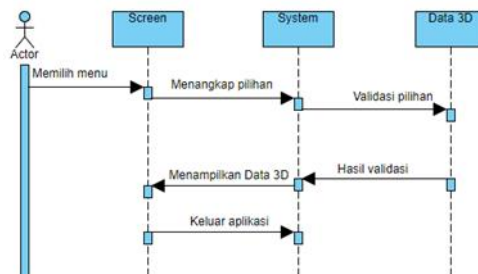 Screen
System
Data 3D
Actor
Memilih menu
Menangkap pilihan
Validasi pilihan
Hasil validasi
Menampilkan Data 3D
Keluar aplikasi